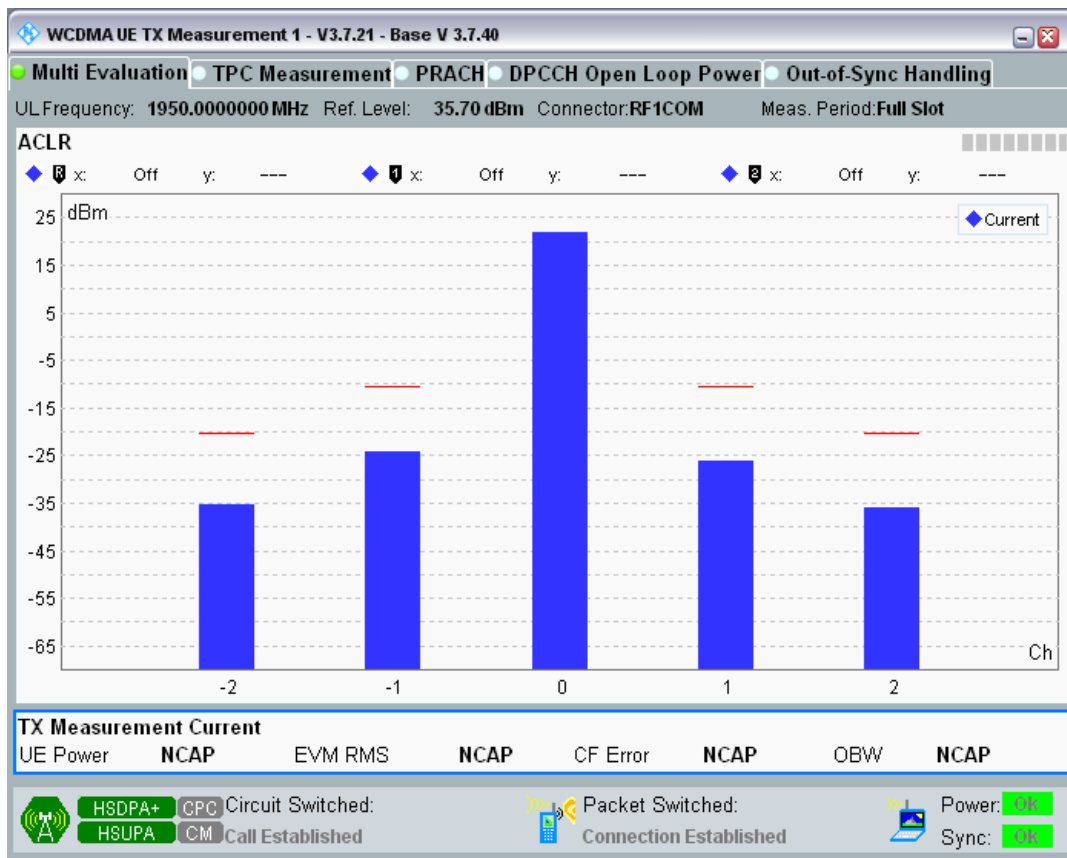 WCDMA UE TX Measurement 1 - V3.7.21 - Base V 3.7.40
Multi Evaluation TPC Measurement PRACH DPCCH Open Loop Power Out-of-Sync Handling
UL Frequency: 1950.0000000 MHz Ref. Level: 35.70 dBm Connector:RF1COM Meas. Period:Full Slot
ACLR
R x: Off y: --- 1 x: Off y: --- 2 x: Off y: ---
dBm
Current
25
15
5
-5
-15
-25
-35
-45
-55
-65
Ch
-2 -1 0 1 2
TX Measurement Current
UE Power NCAP EVM RMS NCAP CF Error NCAP OBW NCAP
HSDPA+ CPC Circuit Switched: Packet Switched: Power: Ok
HSUPA CM Call Established Connection Established Sync: Ok